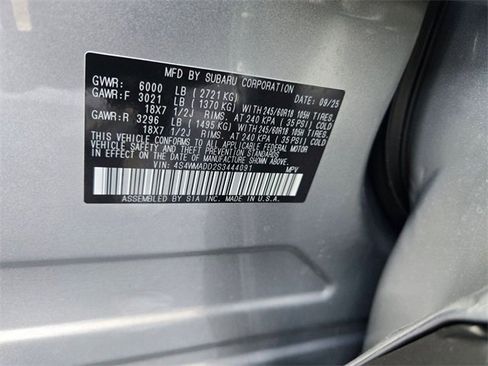 MFD BY SUBARU CORPORATION
GVWR: 6000 LB (2721 KG) DATE: 09/25
GAWR:F 3021 LB (1370 KG) WITH 245/60R18 105H TIRES,
18X7 1/2J RIMS, AT 240 KPA (35 PSI) COLD
GAWR:R 3296 LB (1495 KG) WITH 245/60R18 105H TIRES,
18X7 1/2J RIMS, AT 240 KPA (35 PSI) COLD
THIS VEHICLE CONFORMS TO ALL APPLICABLE FEDERAL MOTOR
VEHICLE SAFETY AND THEFT PREVENTION STANDARDS
IN EFFECT ON THE DATE OF MANUFACTURE SHOWN ABOVE.
VIN: 4S4WMADD2S3444091 MPV
ASSEMBLED BY SIA INC. IN U.S.A.